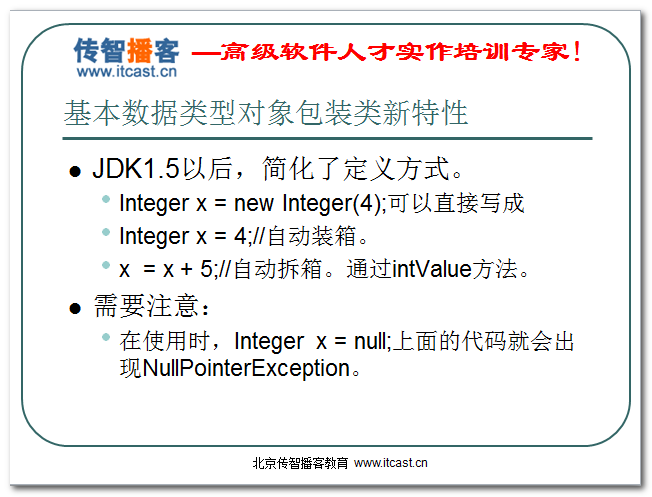 传智播客 —高级软件人才实作培训专家!
www.itcast.cn
基本数据类型对象包装类新特性
JDK1.5以后，简化了定义方式。
Integer x = new Integer(4);可以直接写成
Integer x = 4;//自动装箱。
x  = x + 5;//自动拆箱。通过intValue方法。
需要注意：
在使用时，Integer  x = null;上面的代码就会出
现NullPointerException。
北京传智播客教育 www.itcast.cn